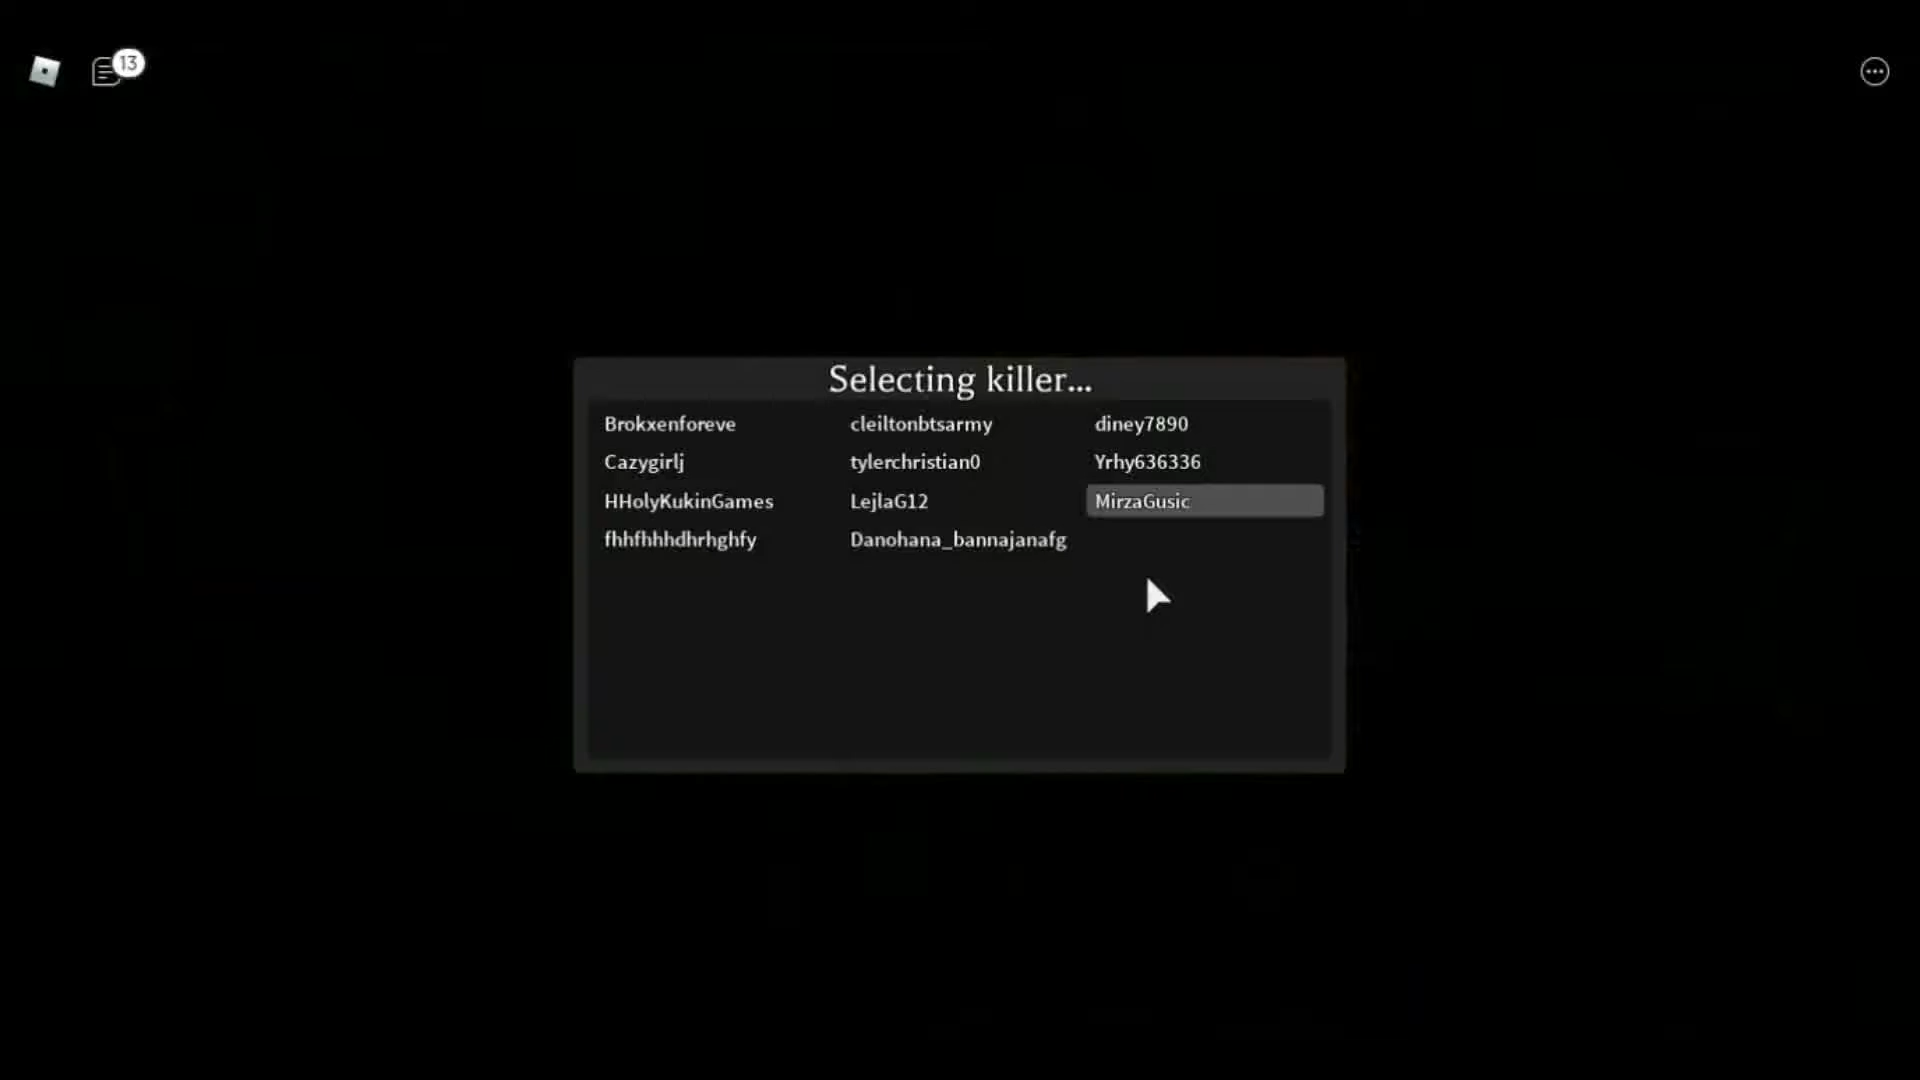 13
Selecting killer...
Brokxenforeve cleiltonbtsarmy diney7890
Cazygirlj tylerchristian0 Yrhy636336
HHolyKukinGames LejlaG12 MirzaGusic
fhhfhhhdhrhghfy Danohana_bannajanafg